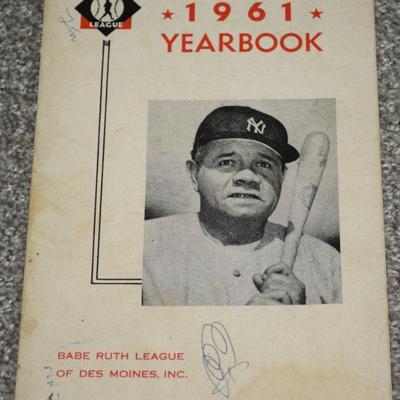 LEAGUE
★ 1961 ★
YEARBOOK
NY
BABE RUTH LEAGUE
OF DES MOINES, INC.